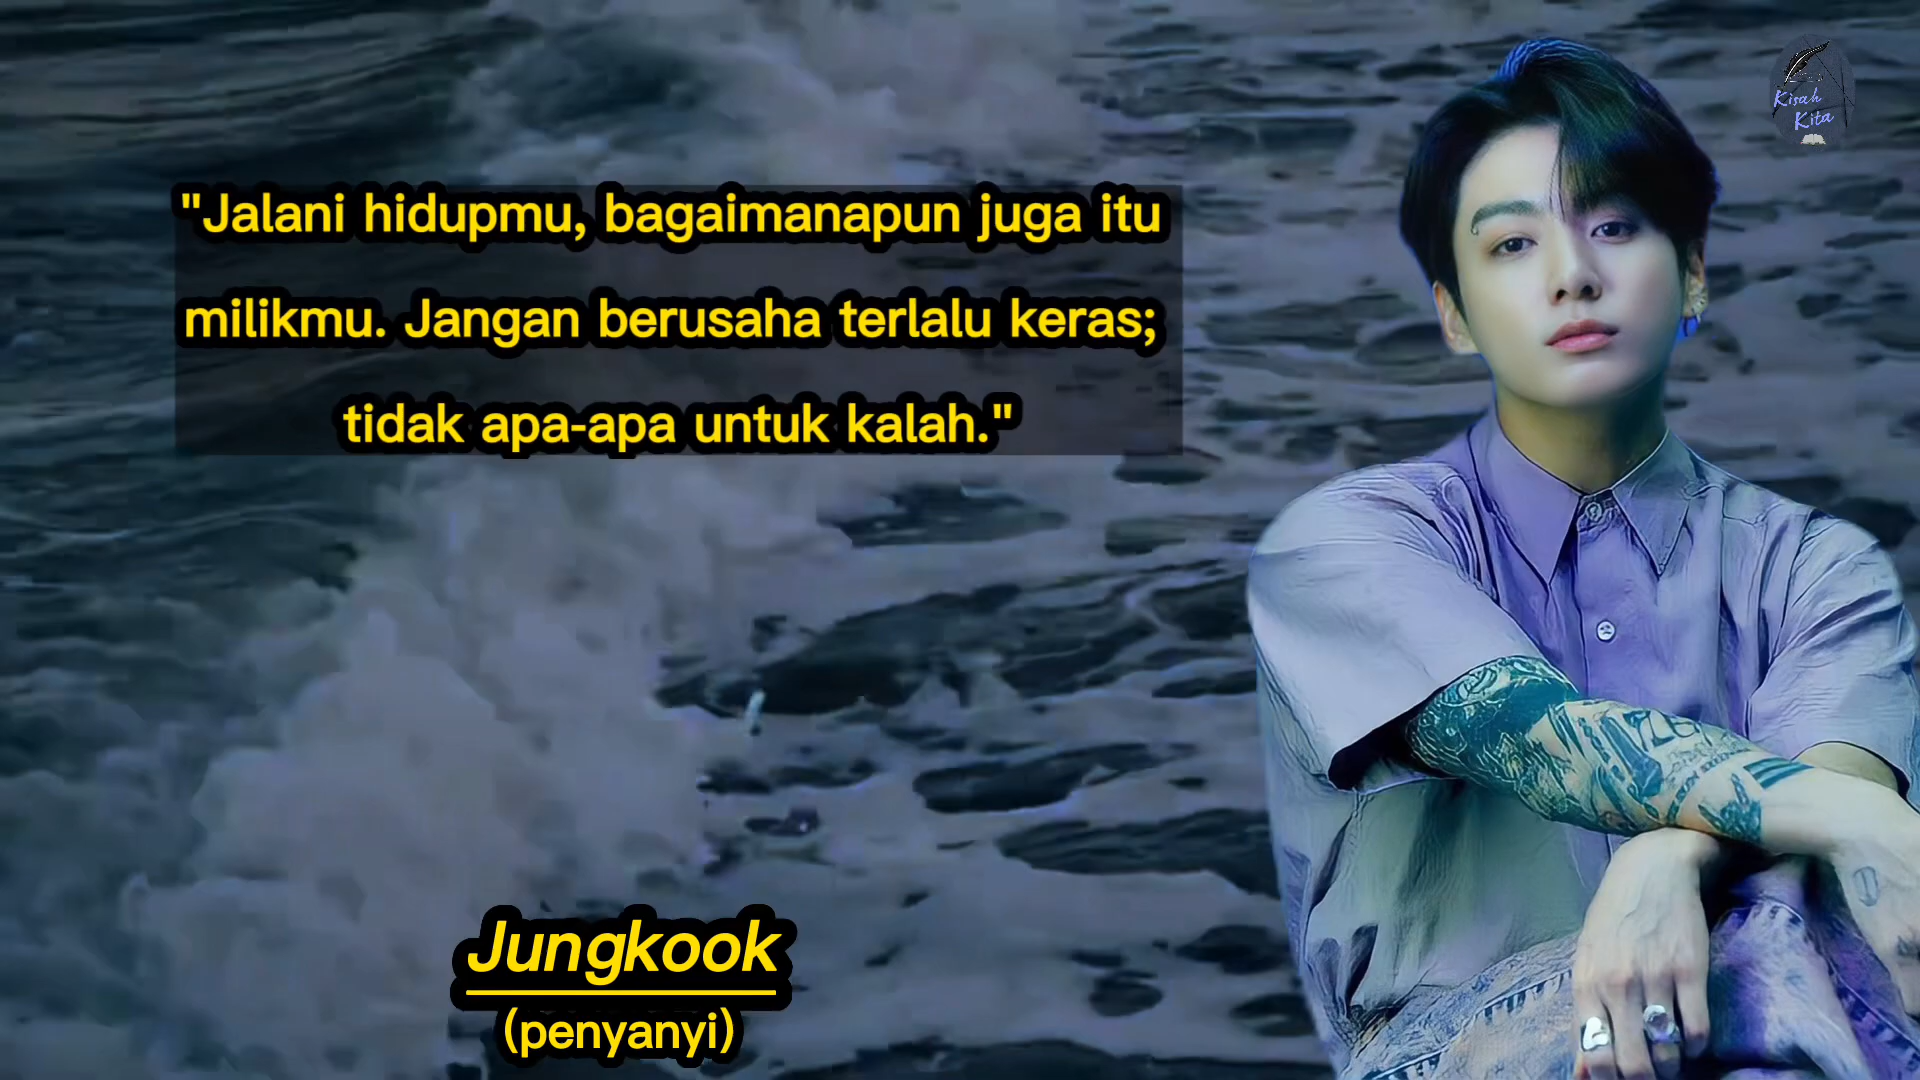 Kisah
Kita
"Jalani hidupmu, bagaimanapun juga itu
milikmu. Jangan berusaha terlalu keras;
tidak apa-apa untuk kalah."
Jungkook
(penyanyi)